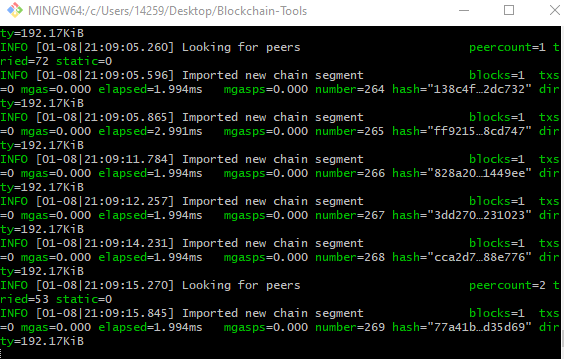 MINGW64:/c/Users/14259/Desktop/Blockchain-Tools
ty=192.17KiB
INFO [01-08|21:09:05.260] Looking for peers peercount=1 t
ried=72 static=0
INFO [01-08|21:09:05.596] Imported new chain segment blocks=1 txs
=0 mgas=0.000 elapsed=1.994ms mgasps=0.000 number=264 hash="138c4f…2dc732" dir
ty=192.17KiB
INFO [01-08|21:09:05.865] Imported new chain segment blocks=1 txs
=0 mgas=0.000 elapsed=2.991ms mgasps=0.000 number=265 hash="ff9215…8cd747" dir
ty=192.17KiB
INFO [01-08|21:09:11.784] Imported new chain segment blocks=1 txs
=0 mgas=0.000 elapsed=1.994ms mgasps=0.000 number=266 hash="828a20…1449ee" dir
ty=192.17KiB
INFO [01-08|21:09:12.257] Imported new chain segment blocks=1 txs
=0 mgas=0.000 elapsed=1.994ms mgasps=0.000 number=267 hash="3dd270…231023" dir
ty=192.17KiB
INFO [01-08|21:09:14.231] Imported new chain segment blocks=1 txs
=0 mgas=0.000 elapsed=1.994ms mgasps=0.000 number=268 hash="cca2d7…88e776" dir
ty=192.17KiB
INFO [01-08|21:09:15.270] Looking for peers peercount=2 t
ried=53 static=0
INFO [01-08|21:09:15.845] Imported new chain segment blocks=1 txs
=0 mgas=0.000 elapsed=1.994ms mgasps=0.000 number=269 hash="77a41b…d35d69" dir
ty=192.17KiB